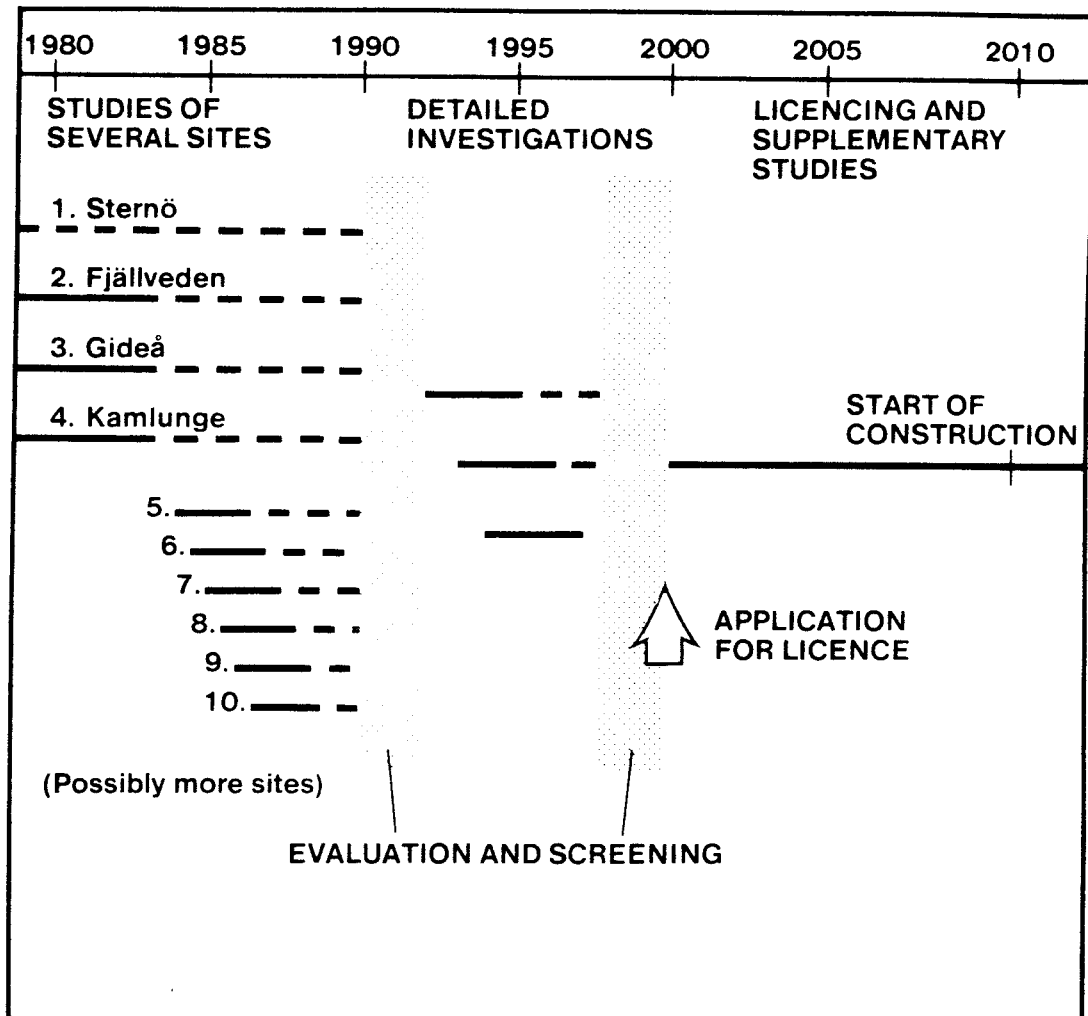 1980 1985 1990 1995 2000 2005 2010
STUDIES OF
SEVERAL SITES
DETAILED
INVESTIGATIONS
LICENCING AND
SUPPLEMENTARY
STUDIES
1. Sternö
2. Fjällveden
3. Gideå
4. Kamlunge
5.
6.
7.
8.
9.
10.
(Possibly more sites)
START OF
CONSTRUCTION
APPLICATION
FOR LICENCE
EVALUATION AND SCREENING